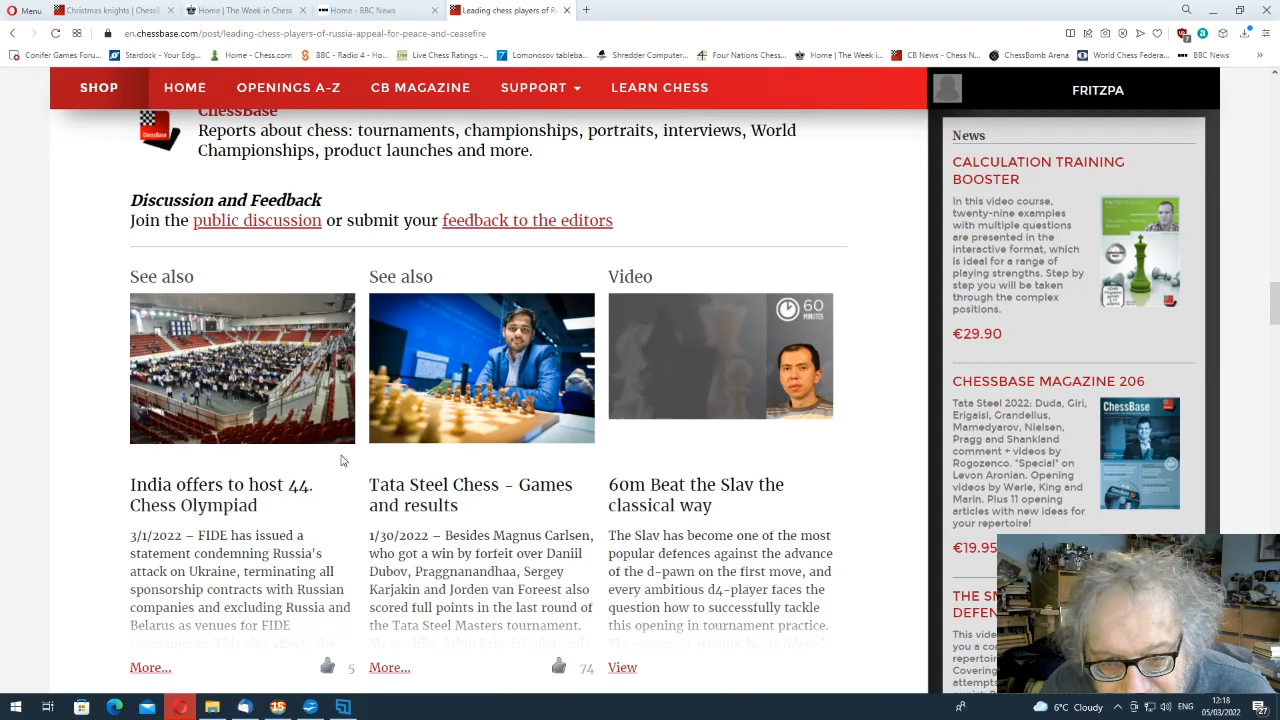 Menu
Christmas knights | ChessB
Home | The Week in Chess
Home - BBC News
Leading chess players of R
en.chessbase.com/post/leading-chess-players-of-russia-appeal-for-peace-and-ceasefire
Conifer Games Forum...
Stardock - Your Edg...
Home - Chess.com
BBC - Radio 4 - Hom...
Live Chess Ratings -...
Lomonosov tableba...
Shredder Computer...
Four Nations Chess...
Home | The Week i...
CB News - Chess N...
ChessBomb Arena
World Chess Federa...
BBC News
SHOP
HOME
OPENINGS A-Z
CB MAGAZINE
SUPPORT
LEARN CHESS
FRITZPA
ChessBase
Reports about chess: tournaments, championships, portraits, interviews, World
Championships, product launches and more.
Discussion and Feedback
Join the public discussion or submit your feedback to the editors
See also
See also
Video
60
MINUTES
India offers to host 44.
Chess Olympiad
3/1/2022 – FIDE has issued a
statement condemning Russia's
attack on Ukraine, terminating all
sponsorship contracts with Russian
companies and excluding Russia and
Belarus as venues for FIDE
More...
5
Tata Steel Chess - Games
and results
1/30/2022 – Besides Magnus Carlsen,
who got a win by forfeit over Daniil
Dubov, Praggnanandhaa, Sergey
Karjakin and Jorden van Foreest also
scored full points in the last round of
the Tata Steel Masters tournament.
More...
74
60m Beat the Slav the
classical way
The Slav has become one of the most
popular defences against the advance
of the d-pawn on the first move, and
every ambitious d4-player faces the
question how to successfully tackle
this opening in tournament practice.
View
News
CALCULATION TRAINING
BOOSTER
In this video course,
twenty-nine examples
with multiple questions
are presented in the
interactive format, which
is ideal for a range of
playing strengths. Step by
step you will be taken
through the complex
positions.
€29.90
CHESSBASE MAGAZINE 206
Tata Steel 2022: Duda, Giri,
Erigaisi, Grandelius,
Mamedyarov, Nielsen,
Pragg and Shankland
comment + videos by
Rogozenco. "Special" on
Levon Aronian. Opening
videos by Werle, King and
Marin. Plus 11 opening
articles with new ideas for
your repertoire!
ChessBase
€19.95
THE SM
DEFEN
This vide
you a co
repertoi
Covering
attempts
6°C Cloudy
ENG
12:18
05/03/2022
27